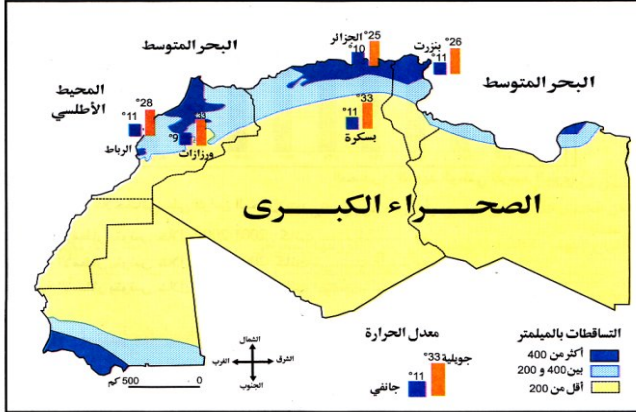 البحر المتوسط
°25
الجزائر
°10
°26
بنزرت
°11
البحر المتوسط
المحيط
الأطلسي
°28
°11
الرباط
°33
°9
ورزازات
°33
°11
بسكرة
الصحراء الكبرى
التساقطات بالميلمتر
أكثر من 400
بين 400 و 200
أقل من 200
معدل الحرارة
جويلية °33
°11
جانفي
الشمال
الشرق
الغرب
الجنوب
0
500 كم